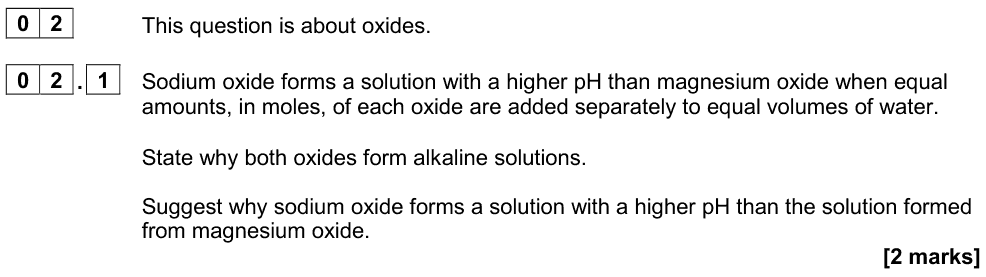 0 2 This question is about oxides.
0 2 . 1 Sodium oxide forms a solution with a higher pH than magnesium oxide when equal
amounts, in moles, of each oxide are added separately to equal volumes of water.
State why both oxides form alkaline solutions.
Suggest why sodium oxide forms a solution with a higher pH than the solution formed
from magnesium oxide.
[2 marks]